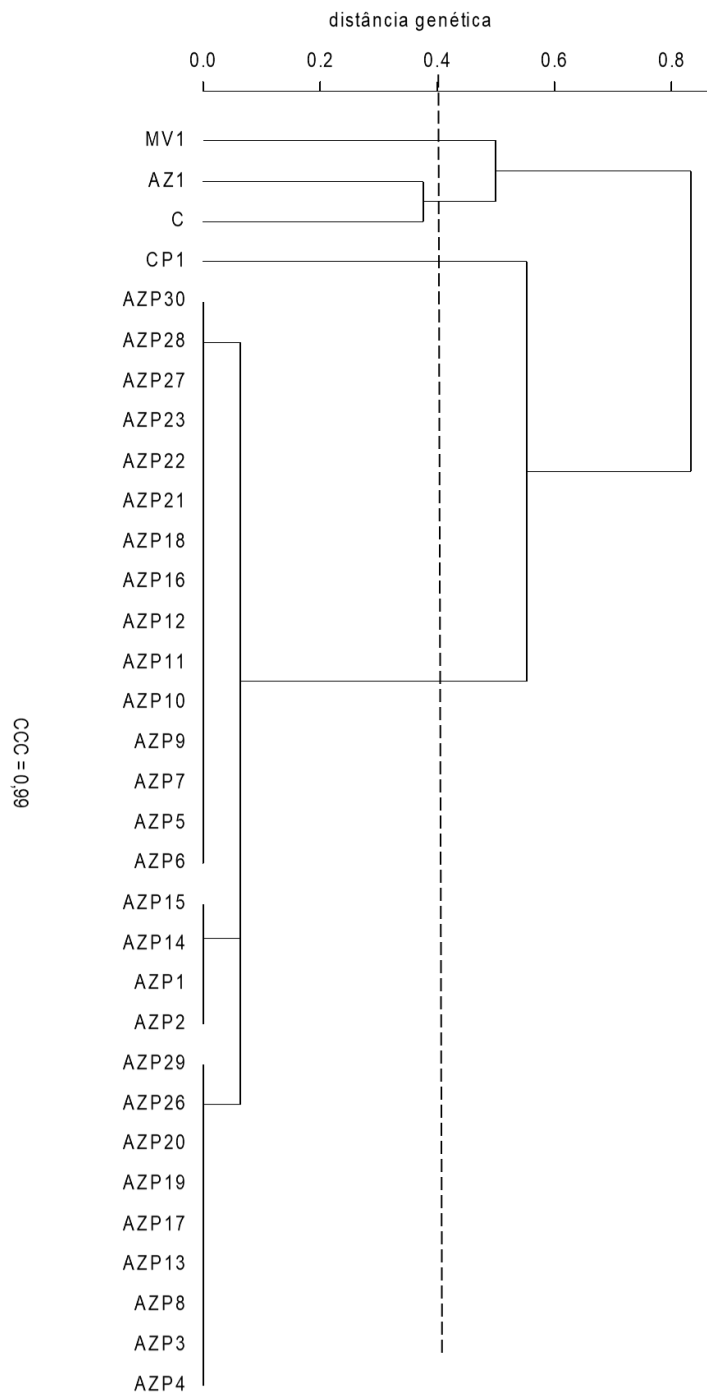 distância genética
0.0 0.2 0.4 0.6 0.8
MV1
AZ1
C
CP1
AZP30
AZP28
AZP27
AZP23
AZP22
AZP21
AZP18
AZP16
AZP12
AZP11
AZP10
AZP9
AZP7
AZP5
AZP6
AZP15
AZP14
AZP1
AZP2
AZP29
AZP26
AZP20
AZP19
AZP17
AZP13
AZP8
AZP3
AZP4
CCC = 0,99